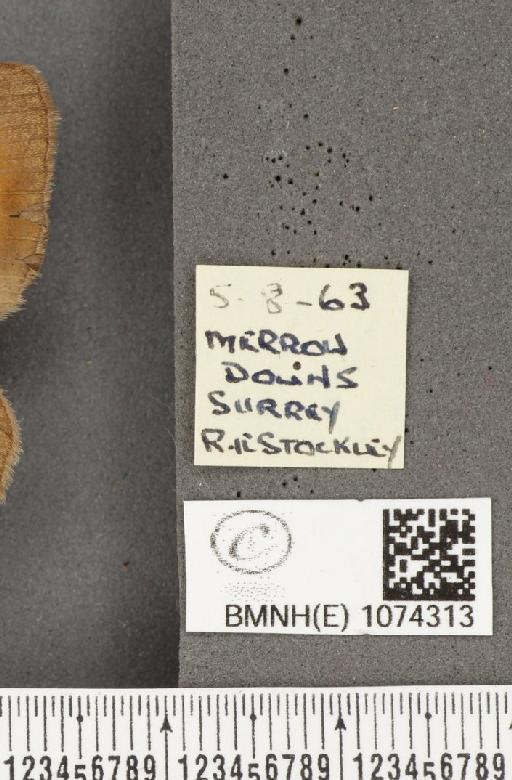 5-8-63
MERROW
DOWNS
SURREY
R.E STOCKLEY
C
BMNH(E) 1074313
123456789 123456789 123456789